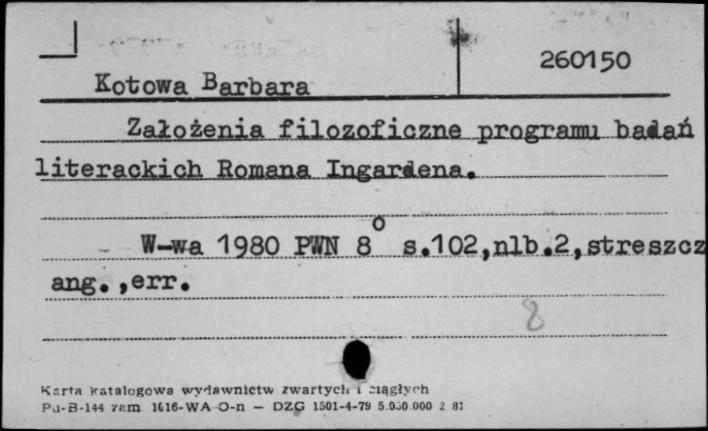 260150
Kotowa Barbara
Założenia filozoficzne programu badań
literackich Romana Ingardena.
W-wa 1980 PWN 8° s.102,nlb.2,streszcz
ang.,err.
8
Karta katalogowa wydawnictw zwartych i ciągłych
Pu-B-144 zam. 1616-WA-O-n — DZG 1501-4-79 5.000.000 2 81